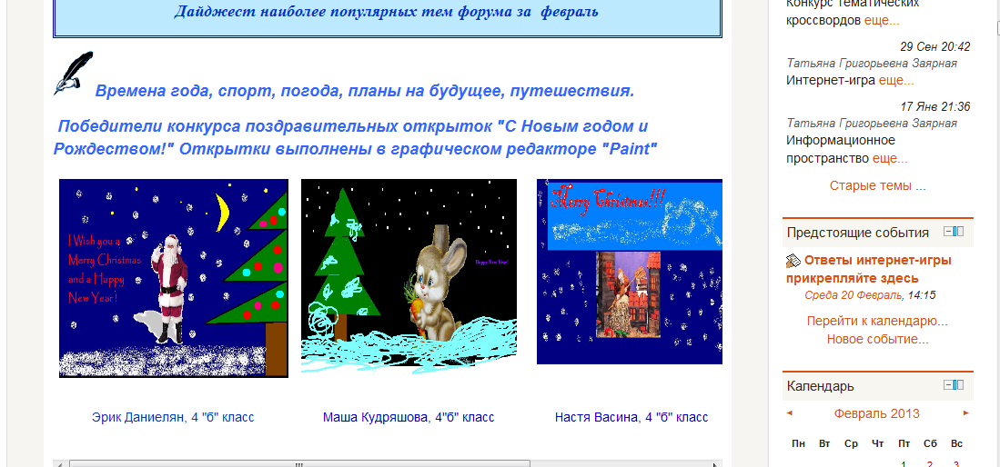 Дайджест наиболее популярных тем форума за февраль
Времена года, спорт, погода, планы на будущее, путешествия.
Победители конкурса поздравительных открыток "С Новым годом и
Рождеством!" Открытки выполнены в графическом редакторе "Paint"
I Wish you a
Merry Christmas
and a Happy
New Year!
Happy New Year!
Merry Christmas!!!
Эрик Даниелян, 4 "б" класс
Маша Кудряшова, 4"б" класс
Настя Васина, 4 "б" класс
Конкурс тематических
кроссвордов еще...
29 Сен 20:42
Татьяна Григорьевна Заярная
Интернет-игра еще...
17 Янв 21:36
Татьяна Григорьевна Заярная
Информационное
пространство еще...
Старые темы ...
Предстоящие события
Ответы интернет-игры
прикрепляйте здесь
Среда 20 Февраль, 14:15
Перейти к календарю...
Новое событие...
Календарь
◄ Февраль 2013 ►
Пн Вт Ср Чт Пт Сб Вс
1 2 3